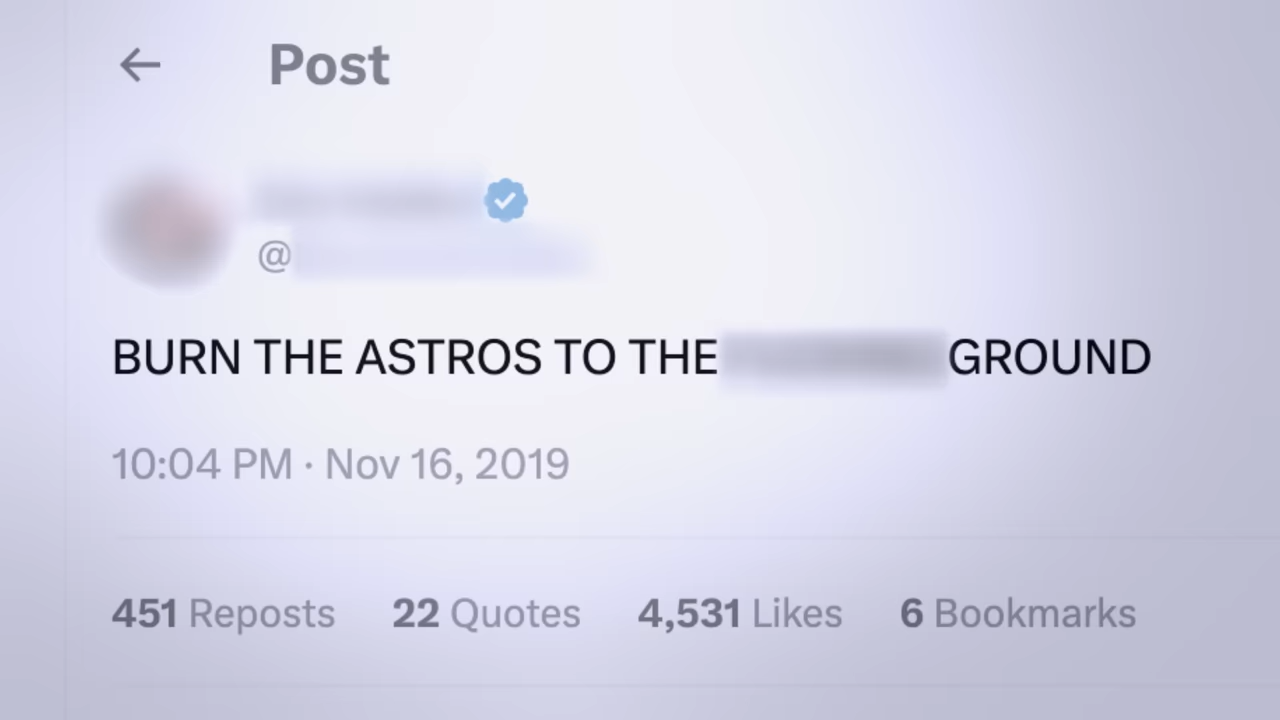 Post
@
BURN THE ASTROS TO THE GROUND
10:04 PM · Nov 16, 2019
451 Reposts 22 Quotes 4,531 Likes 6 Bookmarks